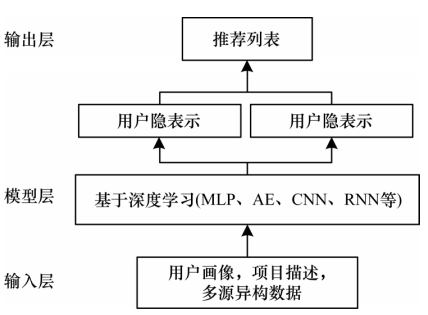 输出层
推荐列表
用户隐表示
用户隐表示
模型层
基于深度学习(MLP、AE、CNN、RNN等)
输入层
用户画像，项目描述，
多源异构数据